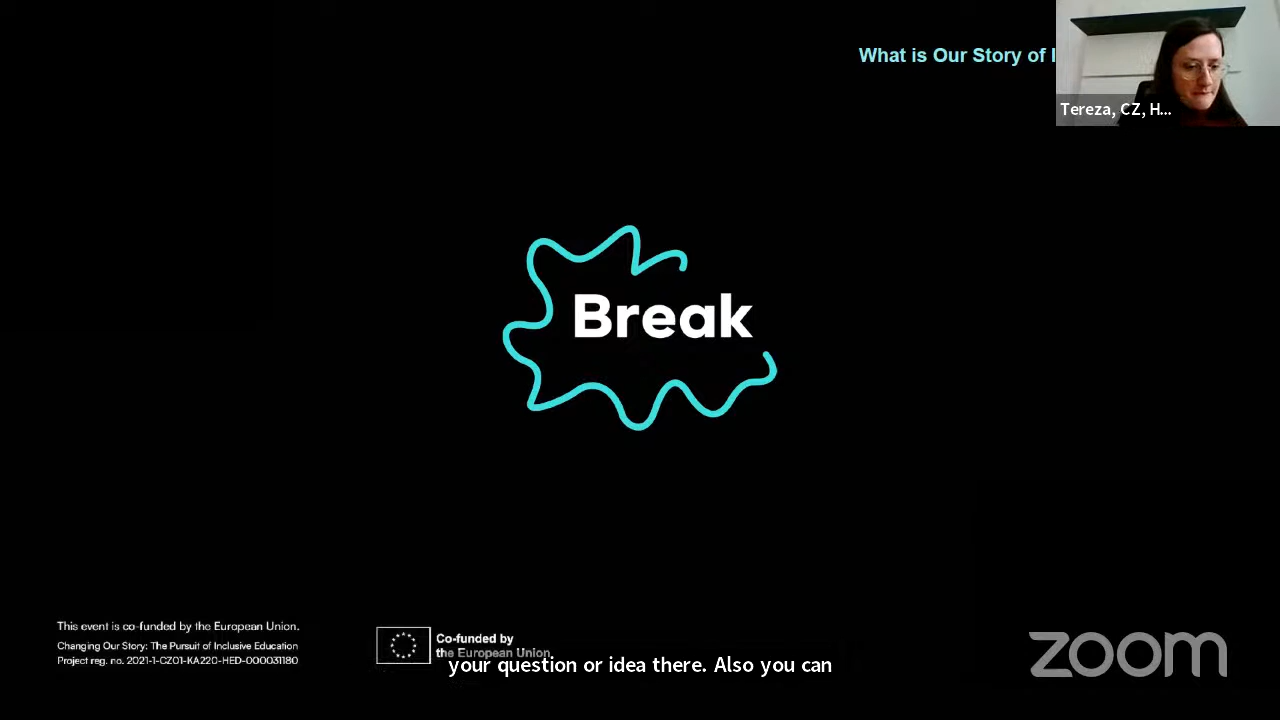 What is Our Story of
Tereza, CZ, H...
Break
This event is co-funded by the European Union.
Changing Our Story: The Pursuit of Inclusive Education
Project reg. no. 2021-1-CZ01-KA220-HED-000031180
Co-funded by
the European Union
your question or idea there. Also you can
zoom